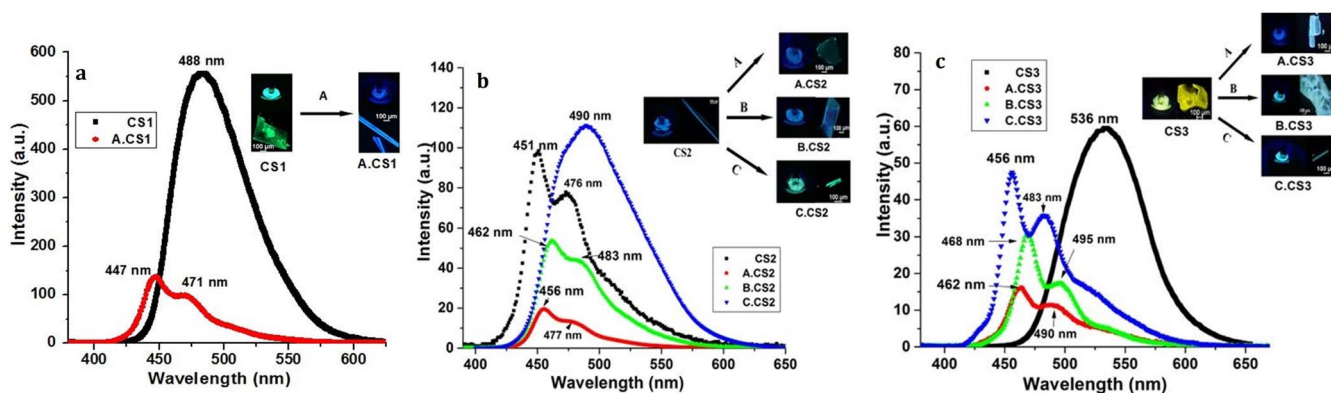 a
600
500
400
300
200
100
0
Intensity (a.u.)
400 450 500 550 600
Wavelength (nm)
CS1
A.CS1
488 nm
447 nm
471 nm
A
100 µm
CS1
100 µm
A.CS1
b
140
120
100
80
60
40
20
0
Intensity (a.u.)
400 450 500 550 600 650
Wavelength (nm)
451 nm
490 nm
476 nm
462 nm
483 nm
456 nm
477 nm
CS2
A.CS2
B.CS2
C.CS2
CS2
A
B
C
100 µm
A.CS2
100 µm
B.CS2
100 µm
C.CS2
c
80
70
60
50
40
30
20
10
0
Intensity (a.u.)
400 450 500 550 600 650
Wavelength (nm)
CS3
A.CS3
B.CS3
C.CS3
536 nm
456 nm
483 nm
468 nm
495 nm
462 nm
490 nm
100 µm
CS3
A
B
C
100 µm
A.CS3
B.CS3
100 µm
C.CS3